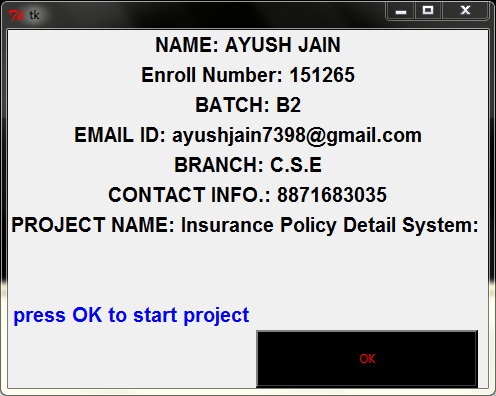 tk
NAME: AYUSH JAIN
Enroll Number: 151265
BATCH: B2
EMAIL ID: ayushjain7398@gmail.com
BRANCH: C.S.E
CONTACT INFO.: 8871683035
PROJECT NAME: Insurance Policy Detail System:
press OK to start project
OK